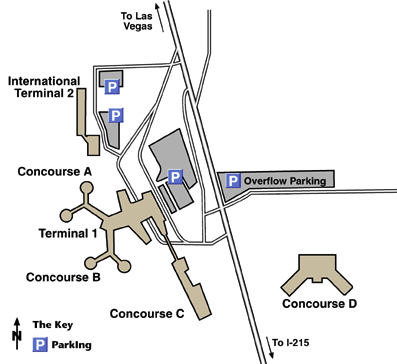 To Las
Vegas
International
Terminal 2
P
P
Concourse A
P
P Overflow Parking
Terminal 1
Concourse B
Concourse C
Concourse D
N
The Key
P Parking
To I-215